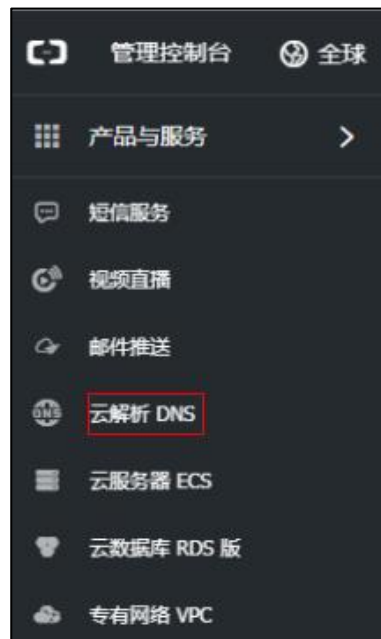 管理控制台 全球
产品与服务
短信服务
视频直播
邮件推送
DNS 云解析 DNS
云服务器 ECS
云数据库 RDS 版
专有网络 VPC